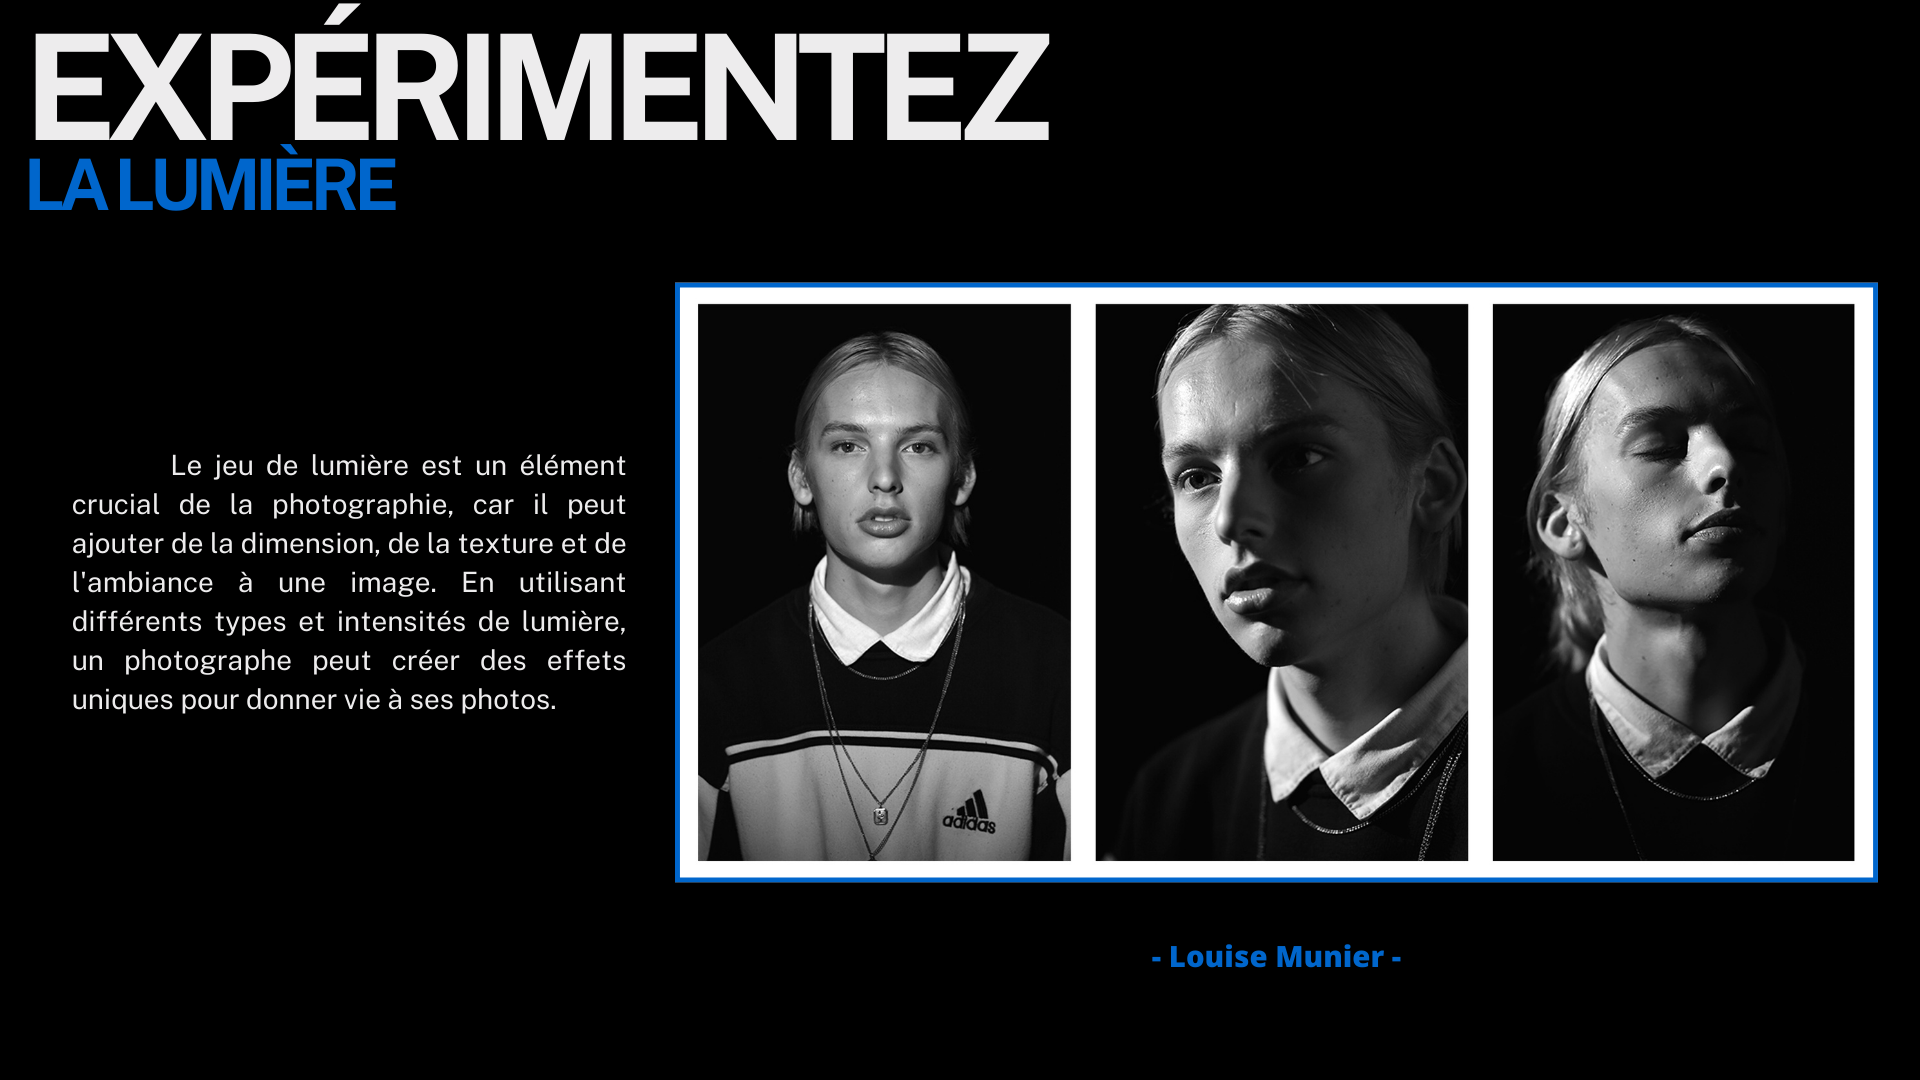 EXPÉRIMENTEZ
LA LUMIÈRE
Le jeu de lumière est un élément
crucial de la photographie, car il peut
ajouter de la dimension, de la texture et de
l'ambiance à une image. En utilisant
différents types et intensités de lumière,
un photographe peut créer des effets
uniques pour donner vie à ses photos.
adidas
- Louise Munier -